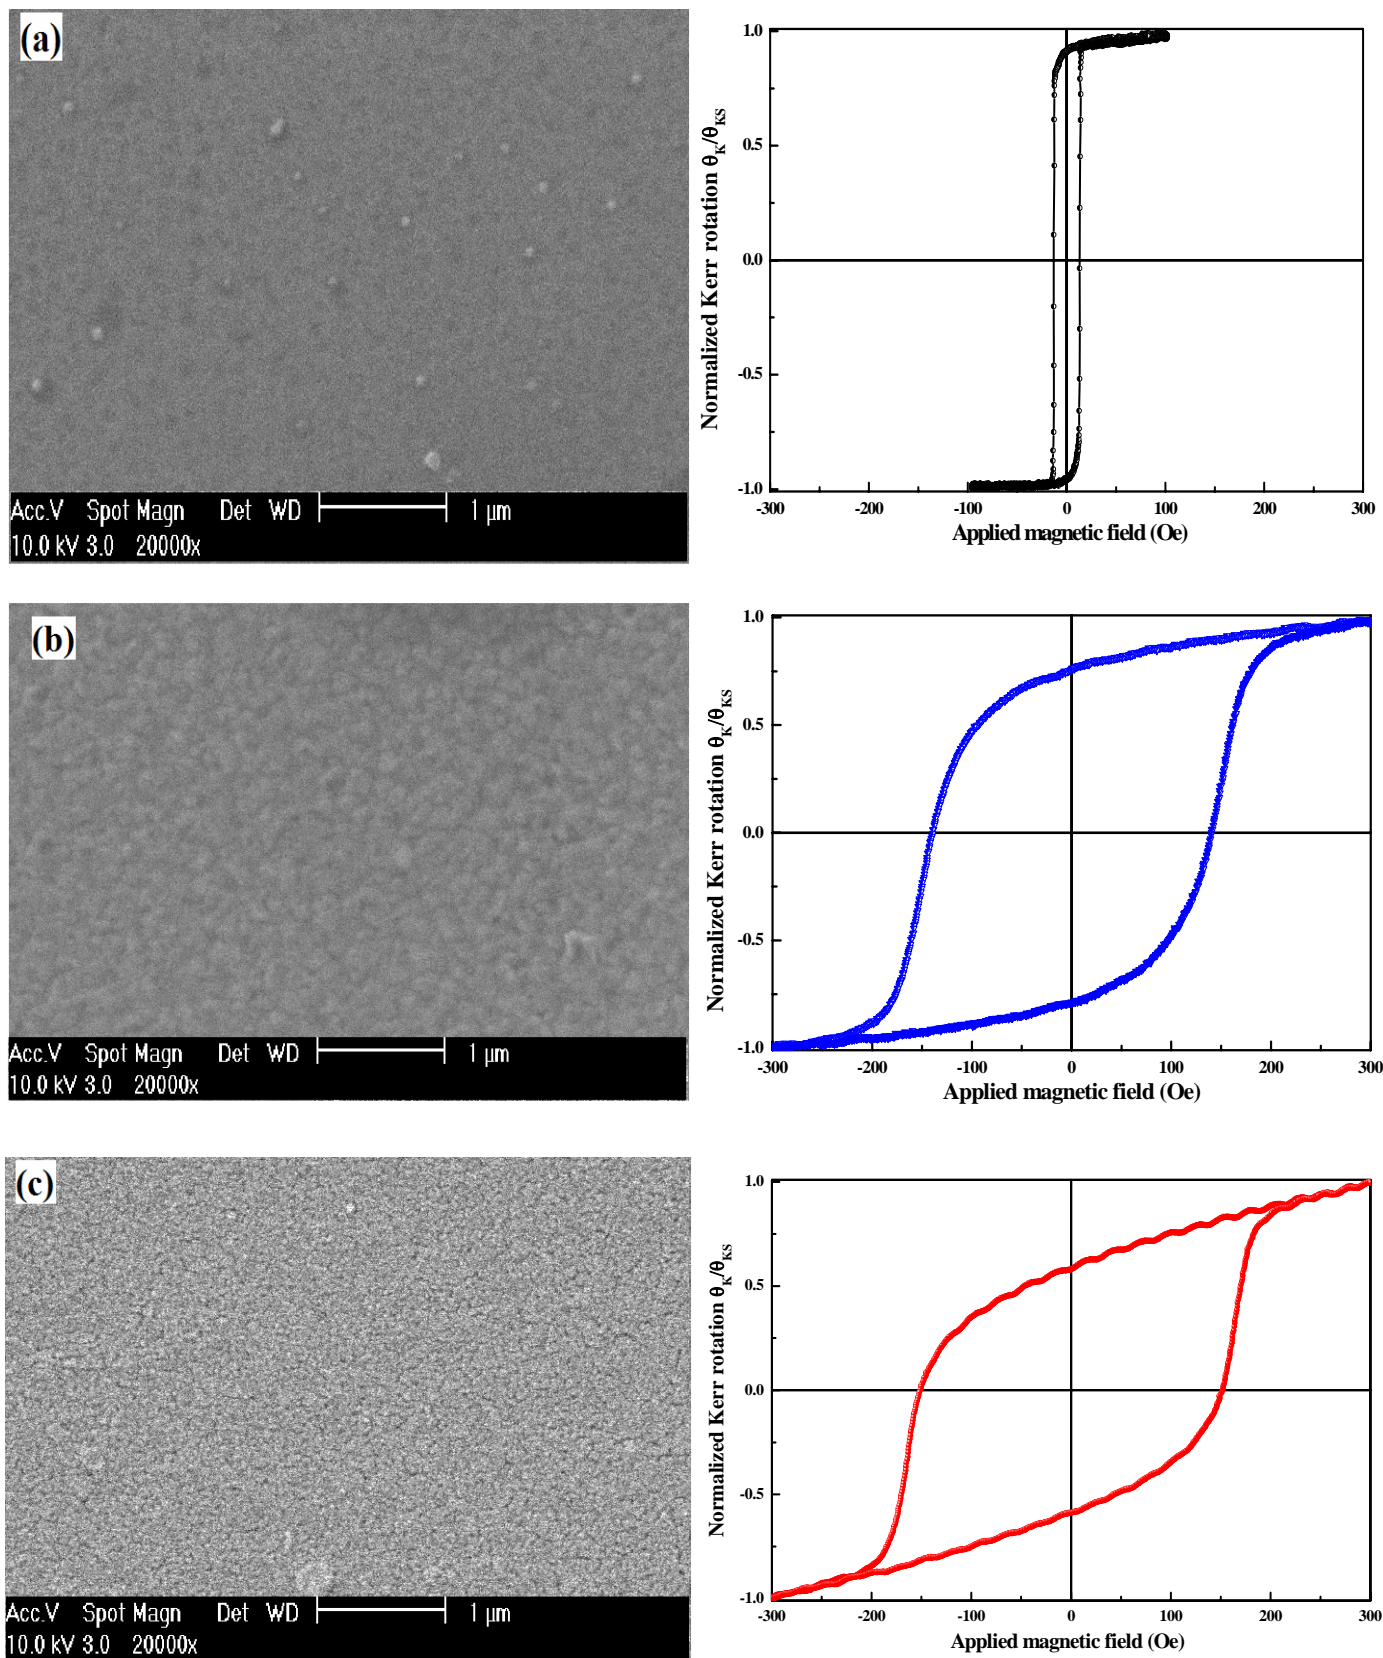 (a)
Acc.V Spot Magn Det WD 1 µm
10.0 kV 3.0 20000x
1.0
0.5
0.0
-0.5
-1.0
-300 -200 -100 0 100 200 300
Normalized Kerr rotation θK/θKS
Applied magnetic field (Oe)
(b)
Acc.V Spot Magn Det WD 1 µm
10.0 kV 3.0 20000x
1.0
0.5
0.0
-0.5
-1.0
-300 -200 -100 0 100 200 300
Normalized Kerr rotation θK/θKS
Applied magnetic field (Oe)
(c)
Acc.V Spot Magn Det WD 1 µm
10.0 kV 3.0 20000x
1.0
0.5
0.0
-0.5
-1.0
-300 -200 -100 0 100 200 300
Normalized Kerr rotation θK/θKS
Applied magnetic field (Oe)